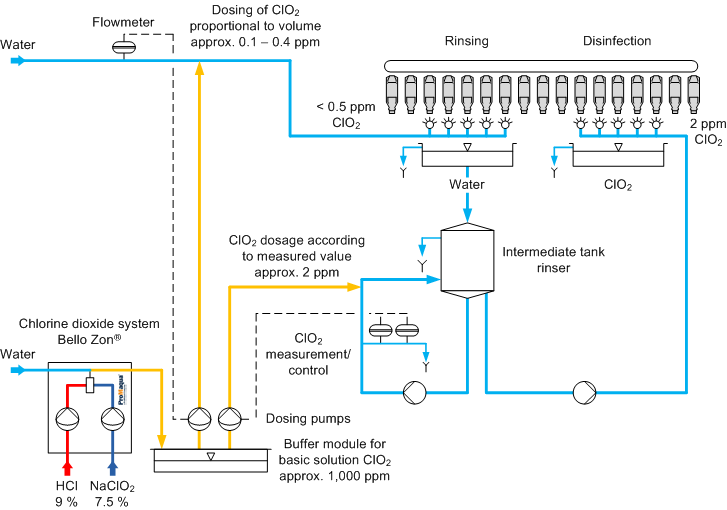 Dosing of ClO₂
proportional to volume
approx. 0.1 – 0.4 ppm
Flowmeter
Water
Rinsing
Disinfection
< 0.5 ppm
ClO₂
2 ppm
ClO₂
Water
ClO₂
ClO₂ dosage according
to measured value
approx. 2 ppm
Intermediate tank
rinser
Chlorine dioxide system
Bello Zon®
Water
ClO₂
measurement/
control
ProMaqua®
Dosing pumps
Buffer module for
basic solution ClO₂
approx. 1,000 ppm
HCl
9 %
NaClO₂
7.5 %